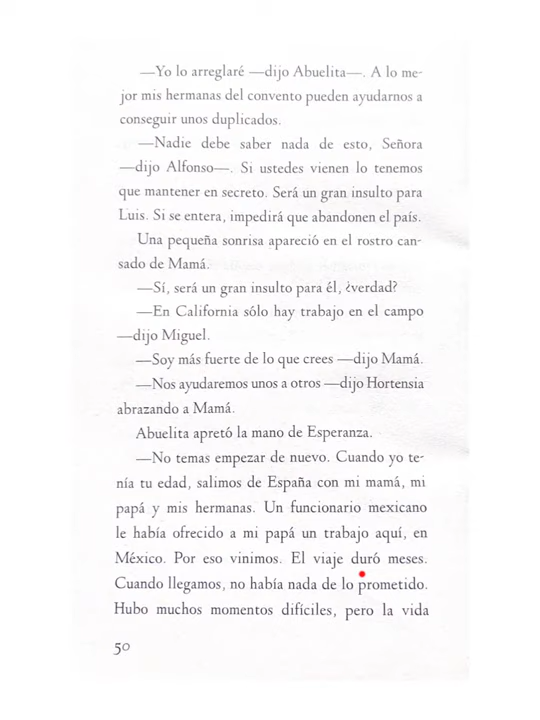 —Yo lo arreglaré —dijo Abuelita—. A lo me-
jor mis hermanas del convento pueden ayudarnos a
conseguir unos duplicados.
—Nadie debe saber nada de esto, Señora
—dijo Alfonso—. Si ustedes vienen lo tenemos
que mantener en secreto. Será un gran insulto para
Luis. Si se entera, impedirá que abandonen el país.
Una pequeña sonrisa apareció en el rostro can-
sado de Mamá.
—Sí, será un gran insulto para él, ¿verdad?
—En California sólo hay trabajo en el campo
—dijo Miguel.
—Soy más fuerte de lo que crees —dijo Mamá.
—Nos ayudaremos unos a otros —dijo Hortensia
abrazando a Mamá.
Abuelita apretó la mano de Esperanza.
—No temas empezar de nuevo. Cuando yo te-
nía tu edad, salimos de España con mi mamá, mi
papá y mis hermanas. Un funcionario mexicano
le había ofrecido a mi papá un trabajo aquí, en
México. Por eso vinimos. El viaje duró meses.
Cuando llegamos, no había nada de lo prometido.
Hubo muchos momentos difíciles, pero la vida
50